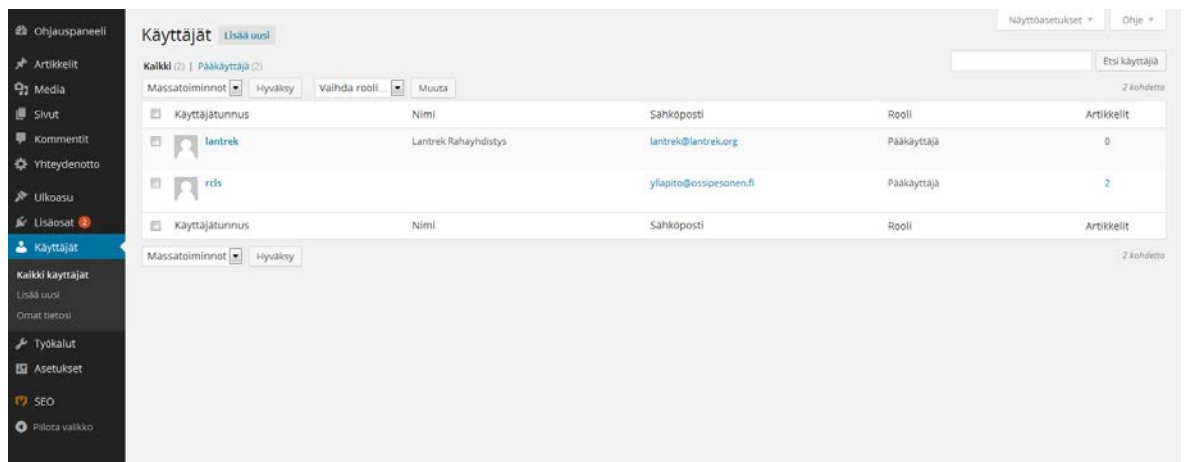 Ohjauspaneeli
Artikkelit
Media
Sivut
Kommentit
Yhteydenotto
Ulkoasu
Lisäosat 2
Käyttäjät
Kaikki käyttäjät
Lisää uusi
Omat tietosi
Työkalut
Asetukset
SEO
Piilota valikko
Näyttöasetukset Ohje
Käyttäjät Lisää uusi
Kaikki (2) | Pääkäyttäjä (2)
Etsi käyttäjiä
Massatoiminnot Hyväksy Vaihda rooli... Muuta 2 kohdetta
Käyttäjätunnus Nimi Sähköposti Rooli Artikkelit
lantrek Lantrek Rahayhdistys lantrek@lantrek.org Pääkäyttäjä 0
rcls yllapito@ossipesonen.fi Pääkäyttäjä 2
Käyttäjätunnus Nimi Sähköposti Rooli Artikkelit
Massatoiminnot Hyväksy 2 kohdetta